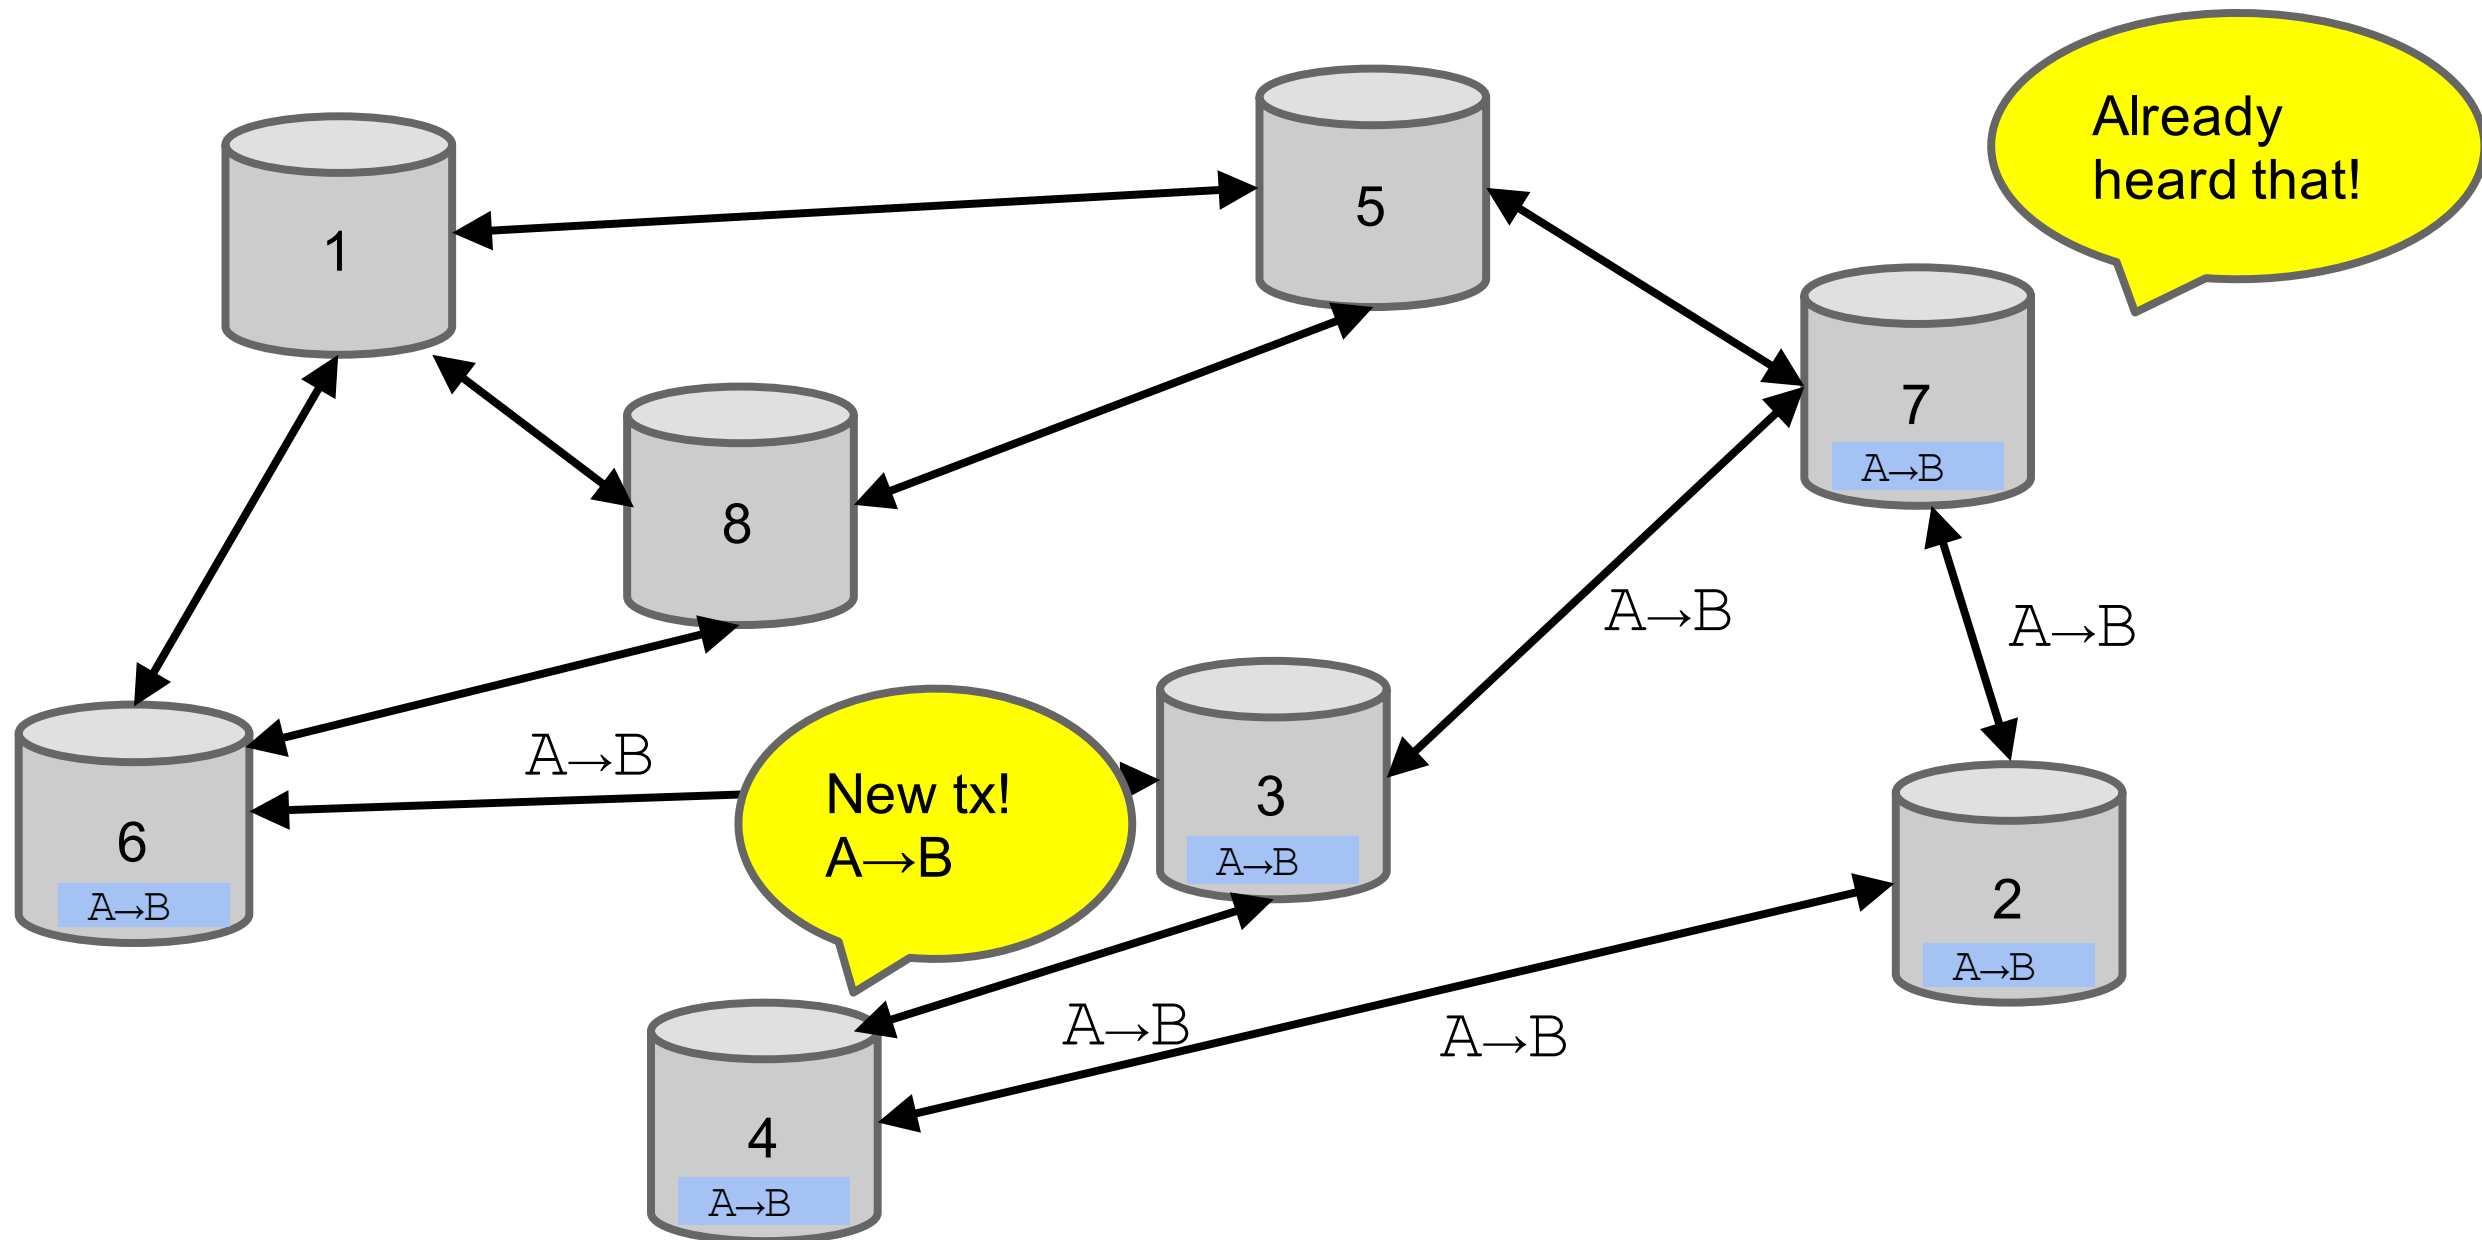 Already
heard that!
1
5
7
A→B
8
A→B
A→B
A→B
New tx!
A→B
3
A→B
6
A→B
2
A→B
A→B
A→B
4
A→B